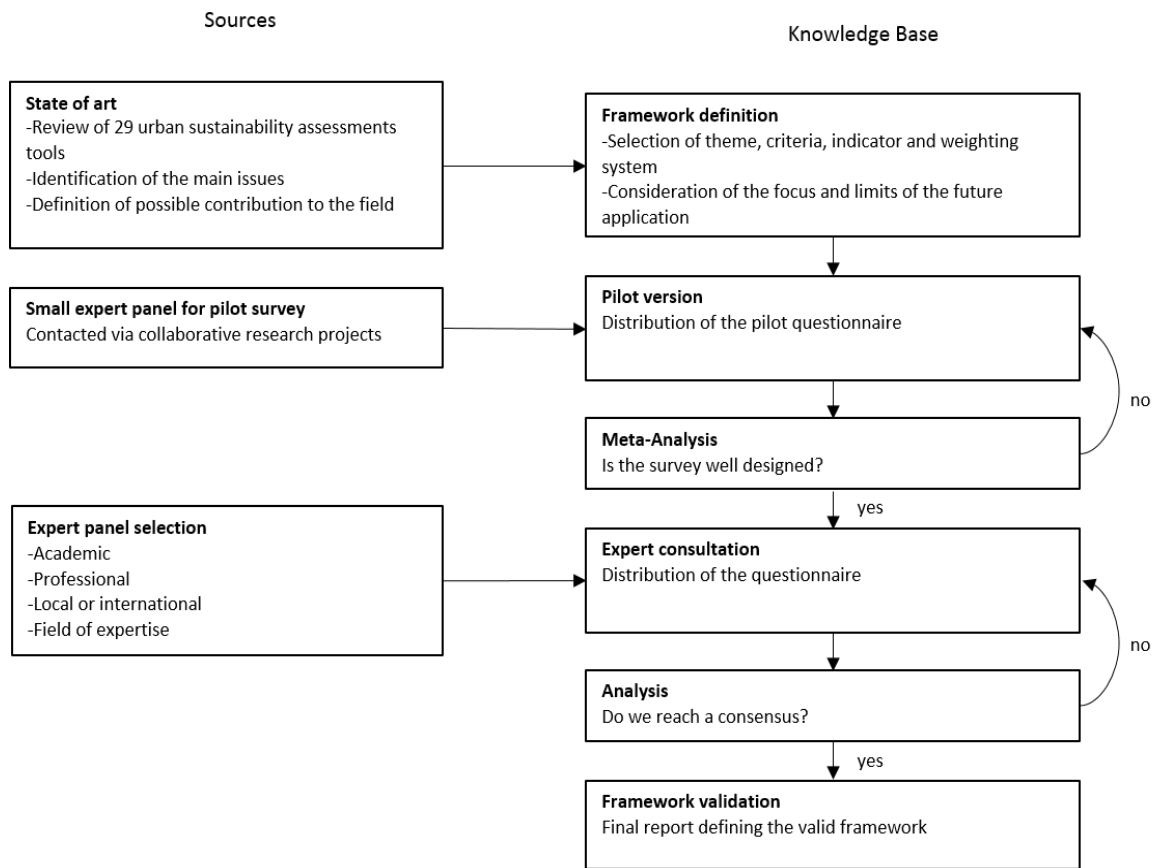 Sources
Knowledge Base
State of art
-Review of 29 urban sustainability assessments
tools
-Identification of the main issues
-Definition of possible contribution to the field
Framework definition
-Selection of theme, criteria, indicator and weighting
system
-Consideration of the focus and limits of the future
application
Small expert panel for pilot survey
Contacted via collaborative research projects
Pilot version
Distribution of the pilot questionnaire
no
Meta-Analysis
Is the survey well designed?
yes
Expert panel selection
-Academic
-Professional
-Local or international
-Field of expertise
Expert consultation
Distribution of the questionnaire
no
Analysis
Do we reach a consensus?
yes
Framework validation
Final report defining the valid framework